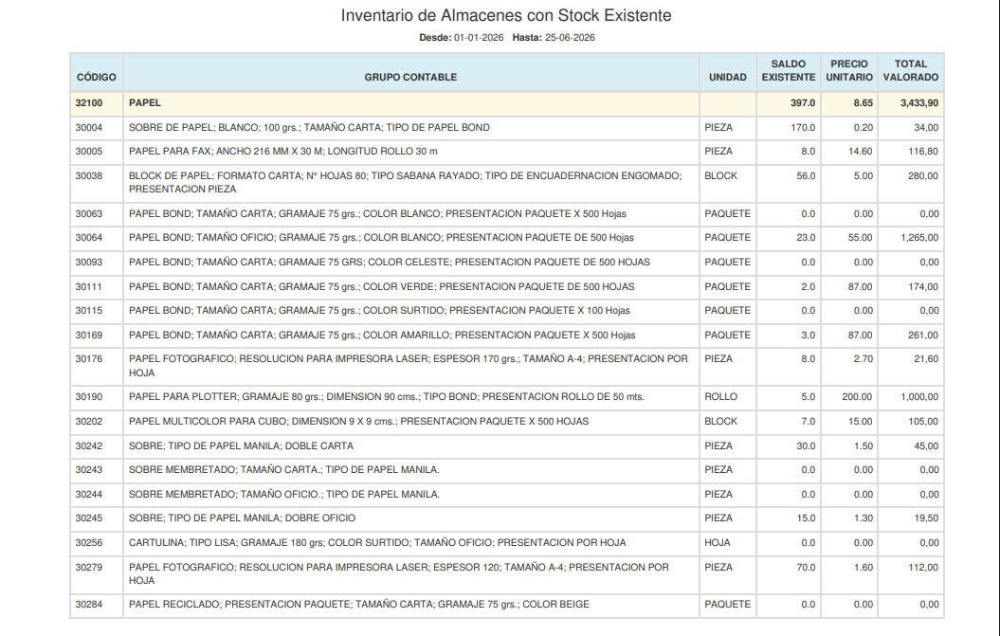 Inventario de Almacenes con Stock Existente
Desde: 01-01-2026 Hasta: 25-06-2026
CÓDIGO GRUPO CONTABLE UNIDAD SALDO EXISTENTE PRECIO UNITARIO TOTAL VALORADO
32100 PAPEL 397.0 8.65 3,433,90
30004 SOBRE DE PAPEL; BLANCO; 100 grs.; TAMAÑO CARTA; TIPO DE PAPEL BOND PIEZA 170.0 0.20 34,00
30005 PAPEL PARA FAX; ANCHO 216 MM X 30 M; LONGITUD ROLLO 30 m PIEZA 8.0 14.60 116,80
30038 BLOCK DE PAPEL; FORMATO CARTA; Nº HOJAS 80; TIPO SABANA RAYADO; TIPO DE ENCUADERNACION ENGOMADO; BLOCK 56.0 5.00 280,00
PRESENTACION PIEZA
30063 PAPEL BOND; TAMAÑO CARTA; GRAMAJE 75 grs.; COLOR BLANCO; PRESENTACION PAQUETE X 500 Hojas PAQUETE 0.0 0.00 0,00
30064 PAPEL BOND; TAMAÑO OFICIO; GRAMAJE 75 grs.; COLOR BLANCO; PRESENTACION PAQUETE DE 500 Hojas PAQUETE 23.0 55.00 1,265,00
30093 PAPEL BOND; TAMAÑO CARTA; GRAMAJE 75 GRS; COLOR CELESTE; PRESENTACION PAQUETE DE 500 HOJAS PAQUETE 0.0 0.00 0,00
30111 PAPEL BOND; TAMAÑO CARTA; GRAMAJE 75 grs.; COLOR VERDE; PRESENTACION PAQUETE DE 500 HOJAS PAQUETE 2.0 87.00 174,00
30115 PAPEL BOND; TAMAÑO CARTA; GRAMAJE 75 grs.; COLOR SURTIDO; PRESENTACION PAQUETE X 100 Hojas PAQUETE 0.0 0.00 0,00
30169 PAPEL BOND; TAMAÑO CARTA; GRAMAJE 75 grs.; COLOR AMARILLO; PRESENTACION PAQUETE X 500 Hojas PAQUETE 3.0 87.00 261,00
30176 PAPEL FOTOGRAFICO; RESOLUCION PARA IMPRESORA LASER; ESPESOR 170 grs.; TAMAÑO A-4; PRESENTACION POR PIEZA 8.0 2.70 21,60
HOJA
30190 PAPEL PARA PLOTTER; GRAMAJE 80 grs.; DIMENSION 90 cms.; TIPO BOND; PRESENTACION ROLLO DE 50 mts. ROLLO 5.0 200.00 1,000,00
30202 PAPEL MULTICOLOR PARA CUBO; DIMENSION 9 X 9 cms.; PRESENTACION PAQUETE X 500 HOJAS BLOCK 7.0 15.00 105,00
30242 SOBRE; TIPO DE PAPEL MANILA; DOBLE CARTA PIEZA 30.0 1.50 45,00
30243 SOBRE MEMBRETADO; TAMAÑO CARTA.; TIPO DE PAPEL MANILA. PIEZA 0.0 0.00 0,00
30244 SOBRE MEMBRETADO; TAMAÑO OFICIO.; TIPO DE PAPEL MANILA. PIEZA 0.0 0.00 0,00
30245 SOBRE; TIPO DE PAPEL MANILA; DOBRE OFICIO PIEZA 15.0 1.30 19,50
30256 CARTULINA; TIPO LISA; GRAMAJE 180 grs; COLOR SURTIDO; TAMAÑO OFICIO; PRESENTACION POR HOJA HOJA 0.0 0.00 0,00
30279 PAPEL FOTOGRAFICO; RESOLUCION PARA IMPRESORA LASER; ESPESOR 120; TAMAÑO A-4; PRESENTACION POR PIEZA 70.0 1.60 112,00
HOJA
30284 PAPEL RECICLADO; PRESENTACION PAQUETE; TAMAÑO CARTA; GRAMAJE 75 grs.; COLOR BEIGE PAQUETE 0.0 0.00 0,00